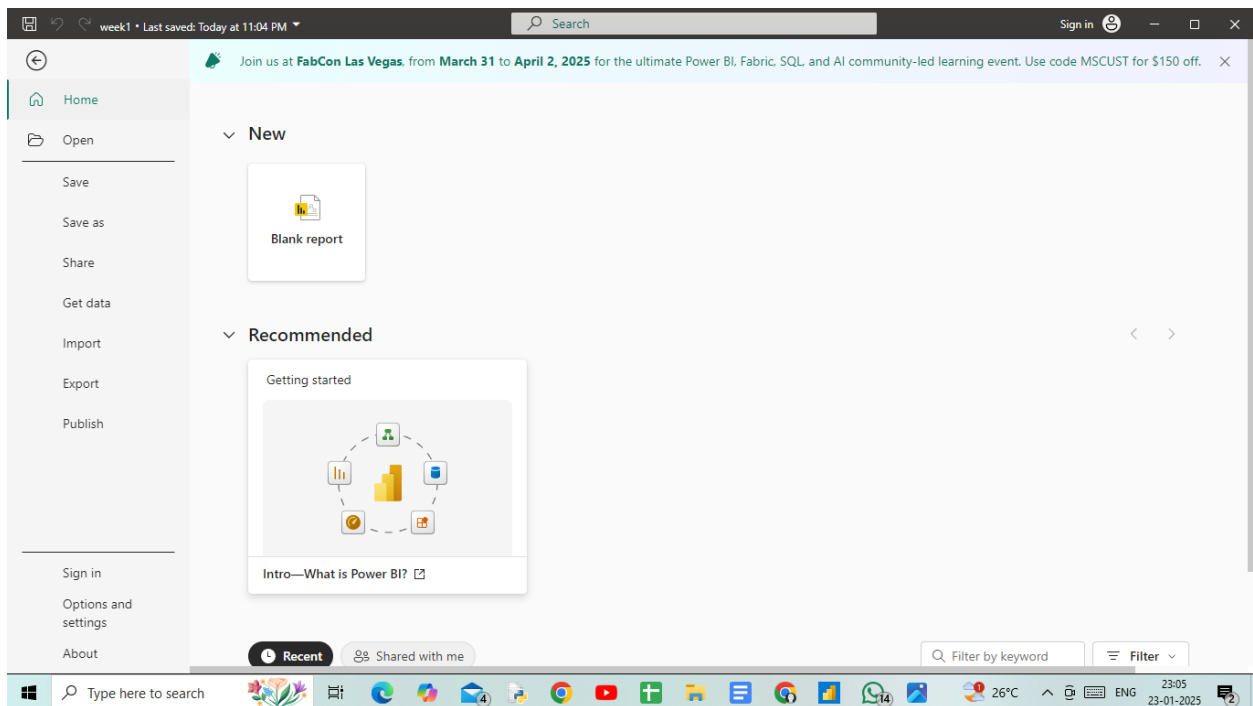 week1 • Last saved: Today at 11:04 PM
Search
Sign in
Join us at FabCon Las Vegas, from March 31 to April 2, 2025 for the ultimate Power BI, Fabric, SQL, and AI community-led learning event. Use code MSCUST for $150 off.
Home
Open
Save
Save as
Share
Get data
Import
Export
Publish
Sign in
Options and
settings
About
New
Blank report
Recommended
Getting started
Intro—What is Power BI?
Recent
Shared with me
Filter by keyword
Filter
Type here to search
4
14
26°C
ENG
23:05
23-01-2025
2